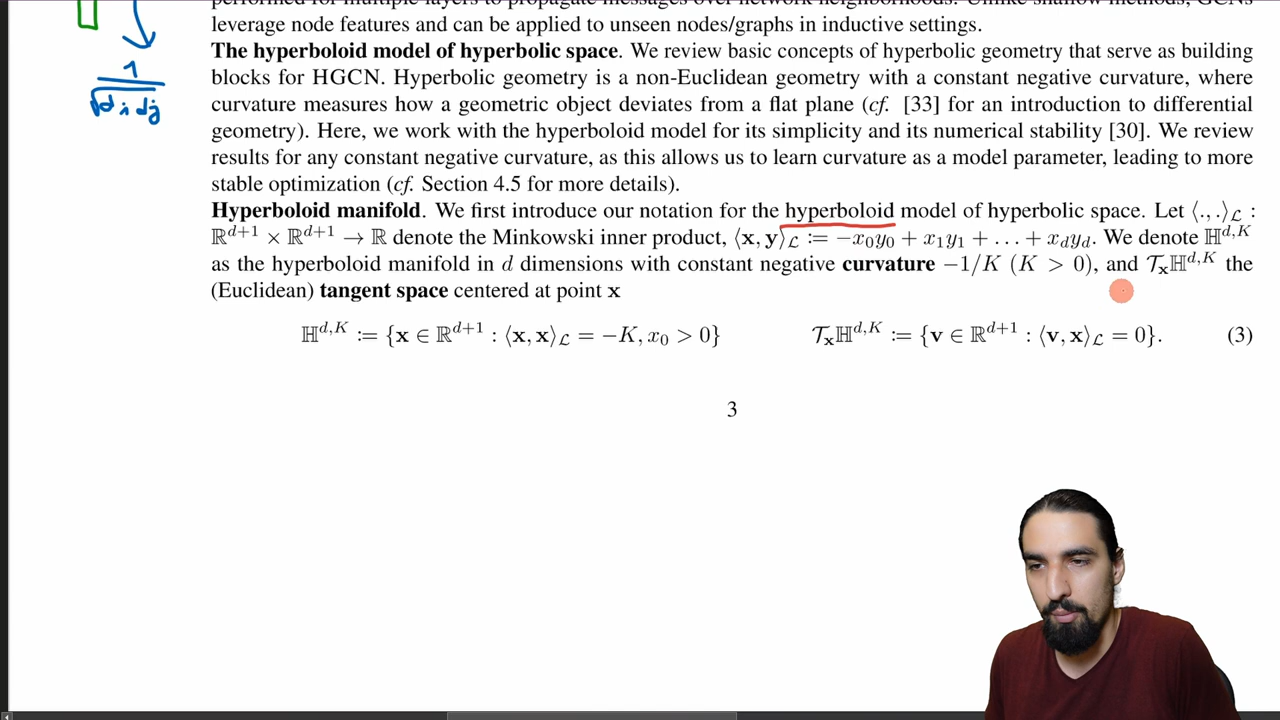 performed for multiple layers to propagate messages over network neighborhoods. Unlike shallow methods, GCNs
leverage node features and can be applied to unseen nodes/graphs in inductive settings.
The hyperboloid model of hyperbolic space. We review basic concepts of hyperbolic geometry that serve as building
blocks for HGCN. Hyperbolic geometry is a non-Euclidean geometry with a constant negative curvature, where
curvature measures how a geometric object deviates from a flat plane (cf. [33] for an introduction to differential
geometry). Here, we work with the hyperboloid model for its simplicity and its numerical stability [30]. We review
results for any constant negative curvature, as this allows us to learn curvature as a model parameter, leading to more
stable optimization (cf. Section 4.5 for more details).
Hyperboloid manifold. We first introduce our notation for the hyperboloid model of hyperbolic space. Let ⟨., .⟩_ℒ :
ℝ^{d+1} × ℝ^{d+1} → ℝ denote the Minkowski inner product, ⟨x, y⟩_ℒ := −x₀y₀ + x₁y₁ + … + x_d y_d. We denote ℍ^{d,K}
as the hyperboloid manifold in d dimensions with constant negative curvature −1/K (K > 0), and 𝒯_xℍ^{d,K} the
(Euclidean) tangent space centered at point x
ℍ^{d,K} := {x ∈ ℝ^{d+1} : ⟨x, x⟩_ℒ = −K, x₀ > 0} 𝒯_xℍ^{d,K} := {v ∈ ℝ^{d+1} : ⟨v, x⟩_ℒ = 0}. (3)
3
1
√di dj